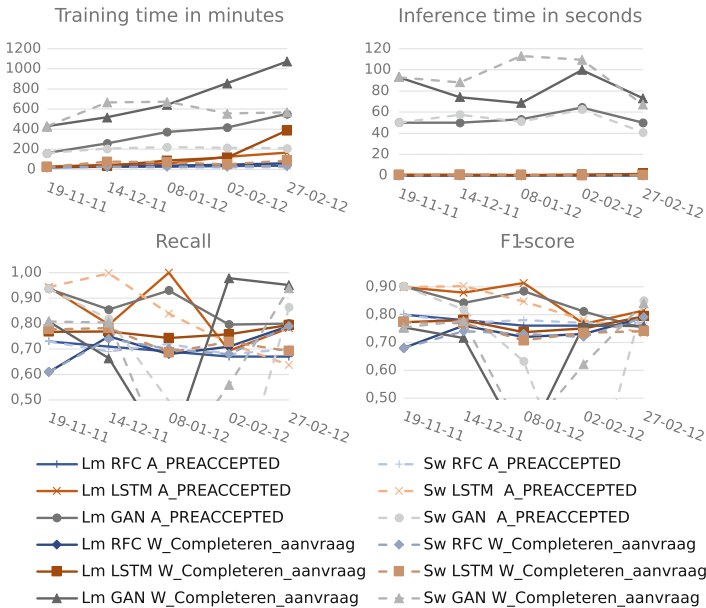 Training time in minutes
1200
1000
800
600
400
200
0
19-11-11
14-12-11
08-01-12
02-02-12
27-02-12
Inference time in seconds
120
100
80
60
40
20
0
19-11-11
14-12-11
08-01-12
02-02-12
27-02-12
Recall
1,00
0,90
0,80
0,70
0,60
0,50
19-11-11
14-12-11
08-01-12
02-02-12
27-02-12
F1-score
0,90
0,80
0,70
0,60
0,50
19-11-11
14-12-11
08-01-12
02-02-12
27-02-12
Lm RFC A_PREACCEPTED
Lm LSTM A_PREACCEPTED
Lm GAN A_PREACCEPTED
Lm RFC W_Completeren_aanvraag
Lm LSTM W_Completeren_aanvraag
Lm GAN W_Completeren_aanvraag
Sw RFC A_PREACCEPTED
Sw LSTM A_PREACCEPTED
Sw GAN A_PREACCEPTED
Sw RFC W_Completeren_aanvraag
Sw LSTM W_Completeren_aanvraag
Sw GAN W_Completeren_aanvraag